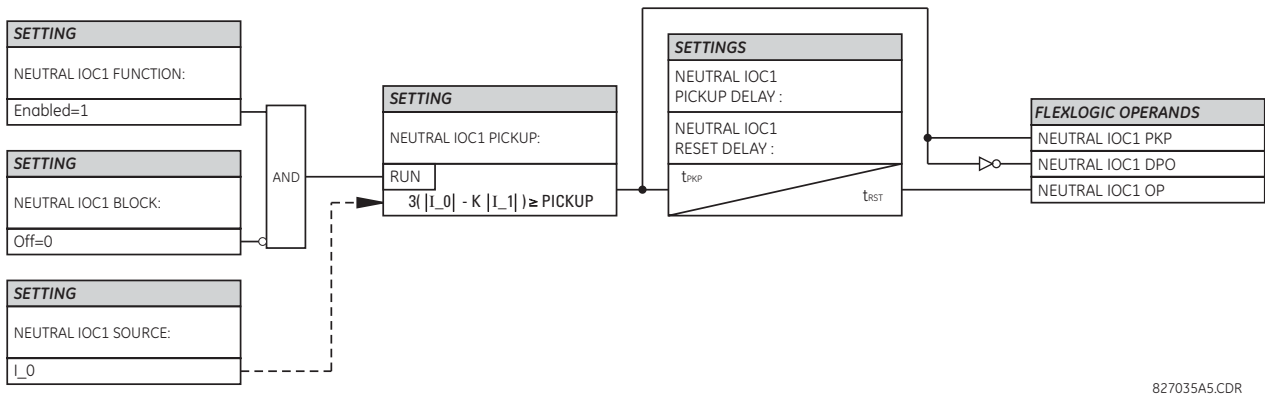 SETTING
NEUTRAL IOC1 FUNCTION:
Enabled=1
SETTING
NEUTRAL IOC1 BLOCK:
Off=0
SETTING
NEUTRAL IOC1 SOURCE:
I_0
AND
SETTING
NEUTRAL IOC1 PICKUP:
RUN
3( |I_0| - K |I_1| ) ≥ PICKUP
SETTINGS
NEUTRAL IOC1
PICKUP DELAY :
NEUTRAL IOC1
RESET DELAY :
tPKP
tRST
FLEXLOGIC OPERANDS
NEUTRAL IOC1 PKP
NEUTRAL IOC1 DPO
NEUTRAL IOC1 OP
827035A5.CDR